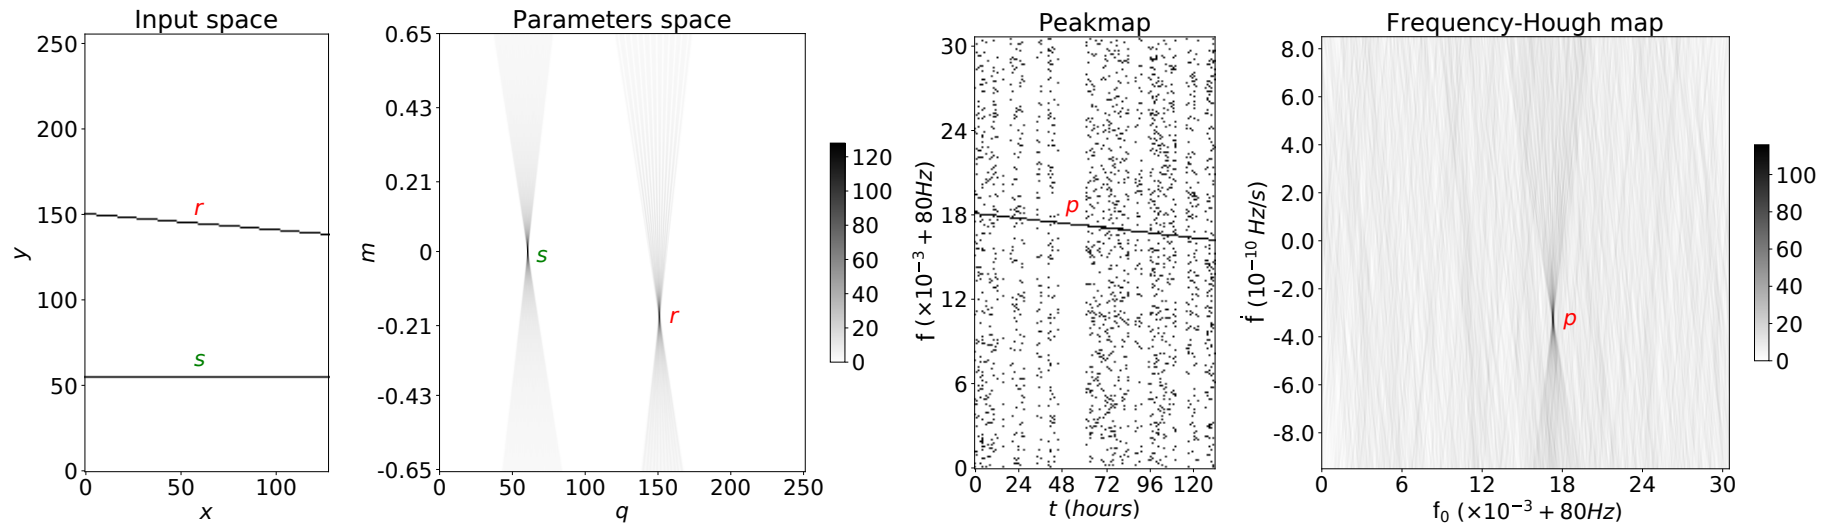 Input space
250
200
150
100
50
0
0 50 100
x
y
r
s
Parameters space
0.65
0.43
0.21
0
-0.21
-0.43
-0.65
0 50 100 150 200 250
q
m
s
r
120
100
80
60
40
20
0
Peakmap
30
24
18
12
6
0
0 24 48 72 96 120
t (hours)
f (×10⁻³ + 80Hz)
p
Frequency-Hough map
8.0
6.0
4.0
2.0
0.0
-2.0
-4.0
-6.0
-8.0
0 6 12 18 24 30
f₀ (×10⁻³ + 80Hz)
ḟ (10⁻¹⁰ Hz/s)
p
100
80
60
40
20
0